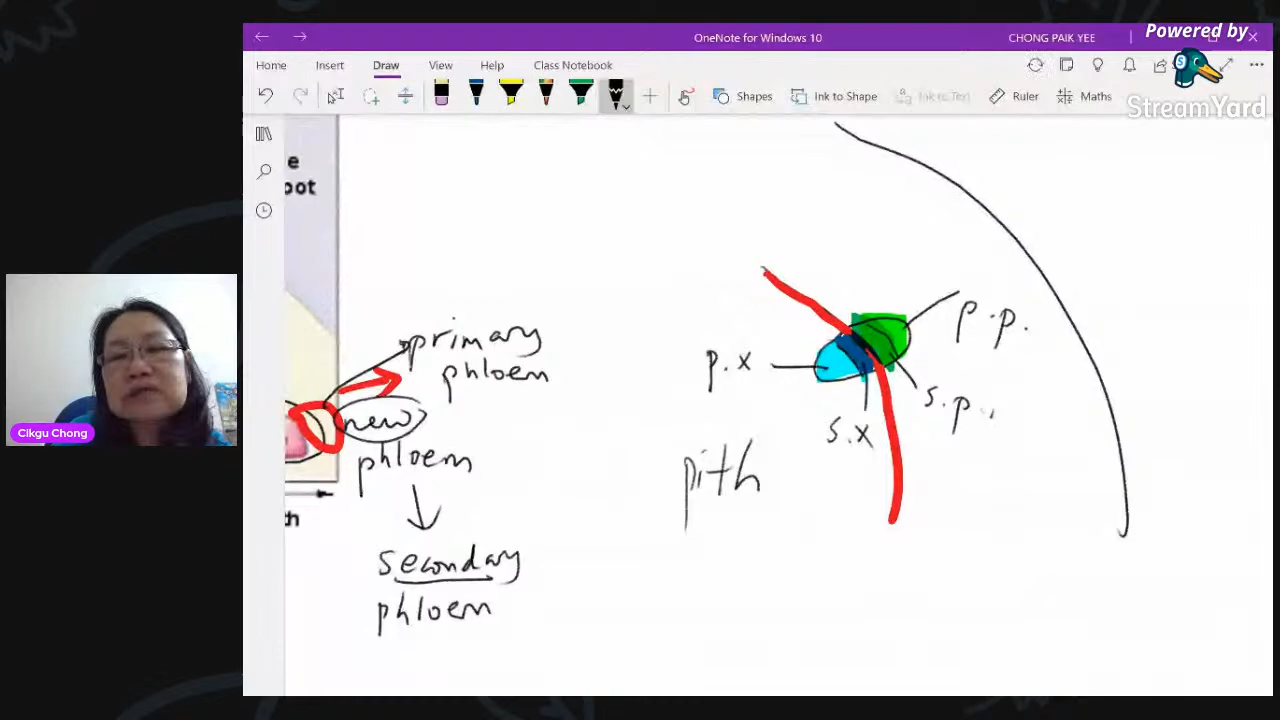 Powered by
StreamYard
OneNote for Windows 10
CHONG PAIK YEE
Home Insert Draw View Help Class Notebook
Shapes Ink to Shape Ink to Text Ruler Maths
e
oot
th
primary
phloem
new
phloem
secondary
phloem
p.p.
p.x
s.p.
s.x
pith
Cikgu Chong